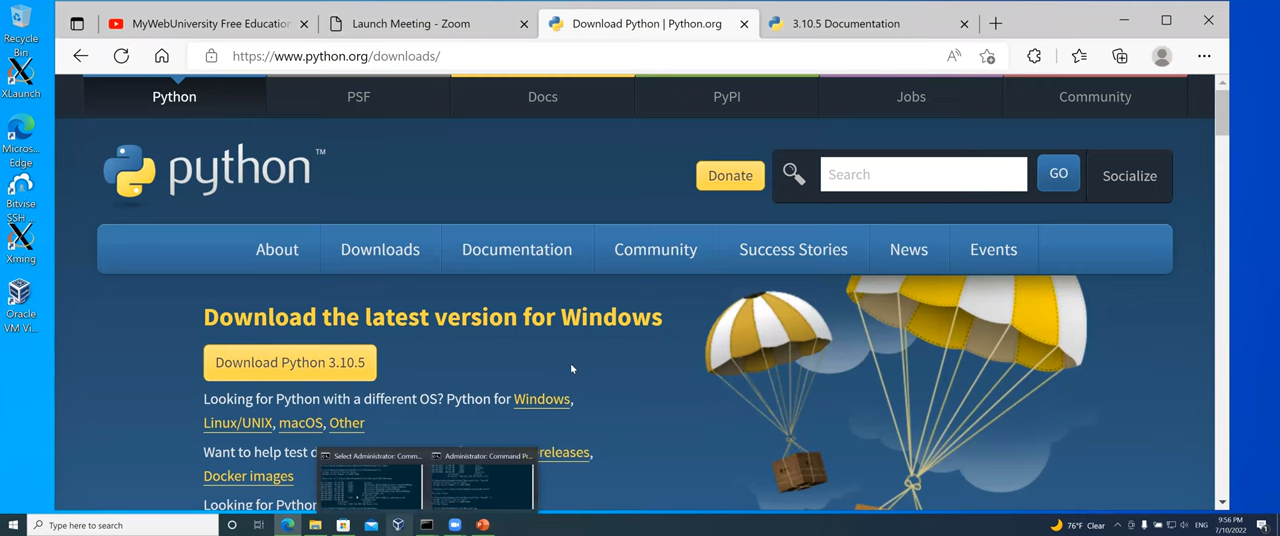 Recycle
Bin
XLaunch
Micros...
Edge
Bitvise
SSH ...
Xming
Oracle
VM Vi...
MyWebUniversity Free Education
Launch Meeting - Zoom
Download Python | Python.org
3.10.5 Documentation
https://www.python.org/downloads/
Python
PSF
Docs
PyPI
Jobs
Community
python™
Donate
Search
GO
Socialize
About
Downloads
Documentation
Community
Success Stories
News
Events
Download the latest version for Windows
Download Python 3.10.5
Looking for Python with a different OS? Python for Windows,
Linux/UNIX, macOS, Other
Want to help test d
releases,
Docker images
Looking for Pytho
Select Administrator: Comm...
Administrator: Command Pr...
Type here to search
76°F Clear
ENG
9:56 PM
7/10/2022